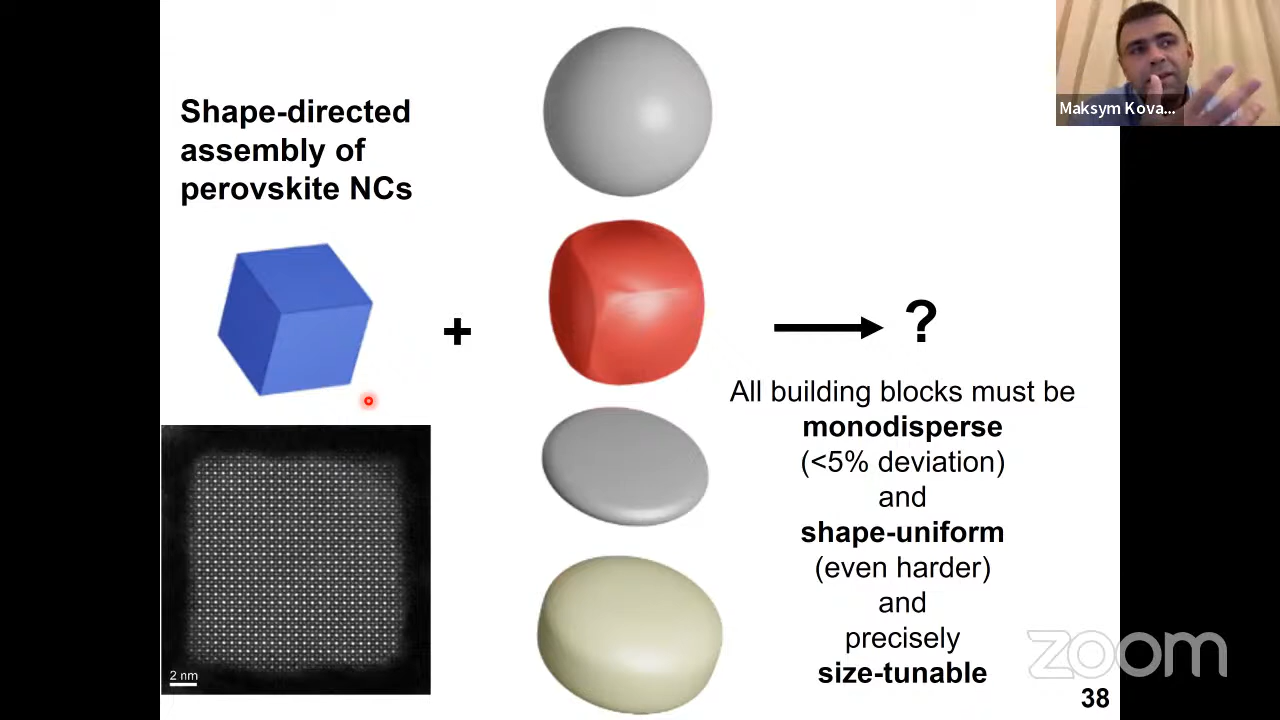 Shape-directed
assembly of
perovskite NCs
+
?
All building blocks must be
monodisperse
(<5% deviation)
and
shape-uniform
(even harder)
and
precisely
size-tunable
2 nm
38
Maksym Kova...
zoom